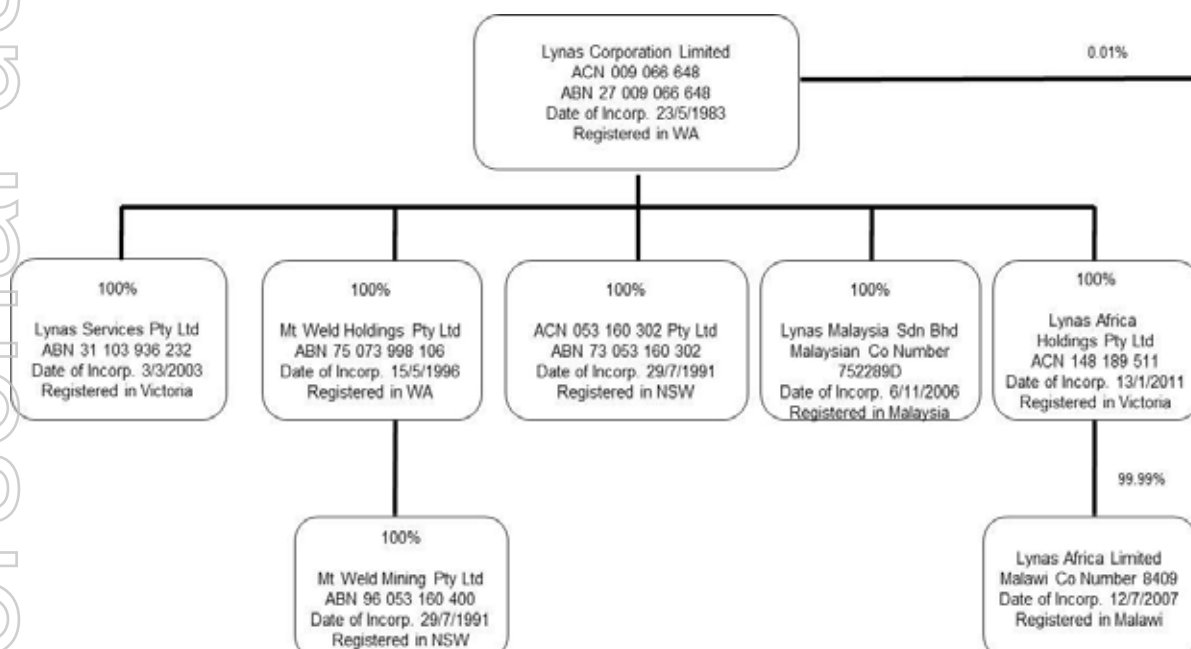 Lynas Corporation Limited
ACN 009 066 648
ABN 27 009 066 648
Date of Incorp. 23/5/1983
Registered in WA
0.01%
100%
Lynas Services Pty Ltd
ABN 31 103 936 232
Date of Incorp. 3/3/2003
Registered in Victoria
100%
Mt Weld Holdings Pty Ltd
ABN 75 073 998 106
Date of Incorp. 15/5/1996
Registered in WA
100%
ACN 053 160 302 Pty Ltd
ABN 73 053 160 302
Date of Incorp. 29/7/1991
Registered in NSW
100%
Lynas Malaysia Sdn Bhd
Malaysian Co Number
752289D
Date of Incorp. 6/11/2006
Registered in Malaysia
100%
Lynas Africa
Holdings Pty Ltd
ACN 148 189 511
Date of Incorp. 13/1/2011
Registered in Victoria
99.99%
100%
Mt Weld Mining Pty Ltd
ABN 96 053 160 400
Date of Incorp. 29/7/1991
Registered in NSW
Lynas Africa Limited
Malawi Co Number 8409
Date of Incorp. 12/7/2007
Registered in Malawi